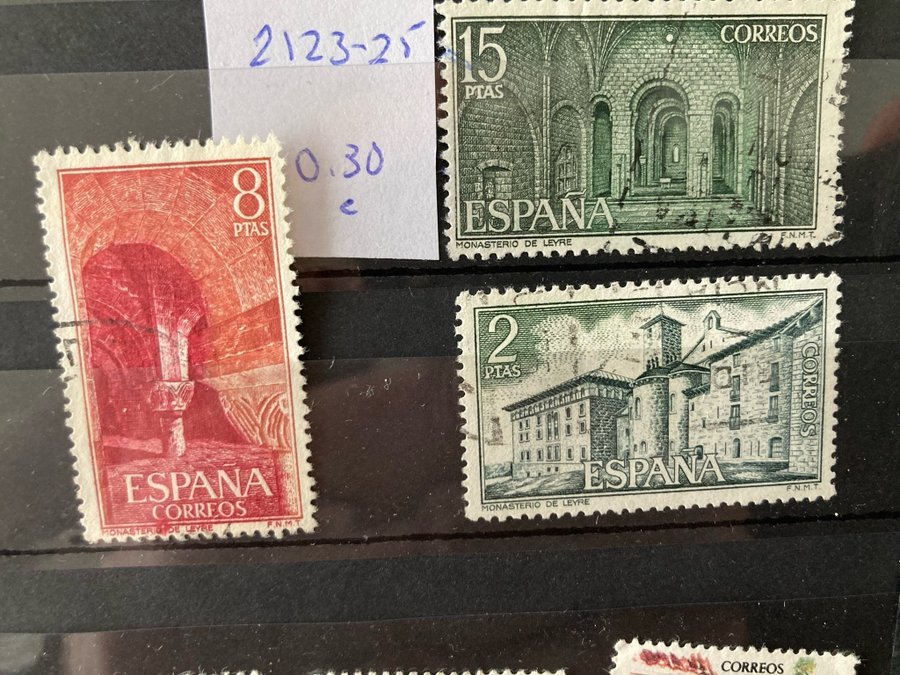 2123-25
0.30
e
15
PTAS
CORREOS
ESPAÑA
MONASTERIO DE LEYRE
F.N.M.T.
8
PTAS
ESPAÑA
CORREOS
MONASTERIO DE LEYRE
F.N.M.T.
2
PTAS
CORREOS
ESPAÑA
MONASTERIO DE LEYRE
F.N.M.T.
CORREOS